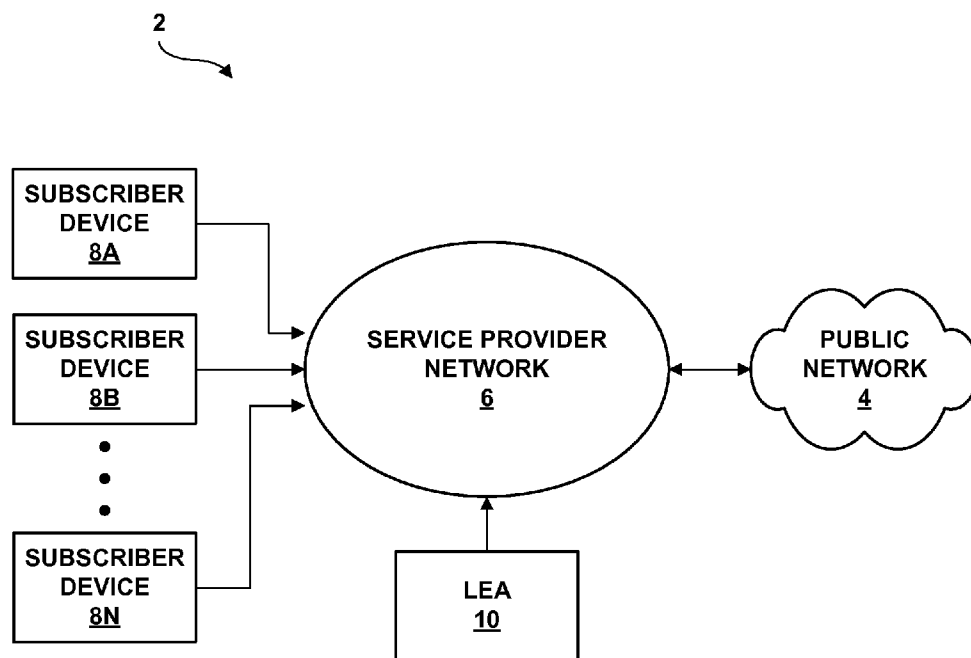 2
SUBSCRIBER
DEVICE
8A
SUBSCRIBER
DEVICE
8B
SUBSCRIBER
DEVICE
8N
SERVICE PROVIDER
NETWORK
6
PUBLIC
NETWORK
4
LEA
10